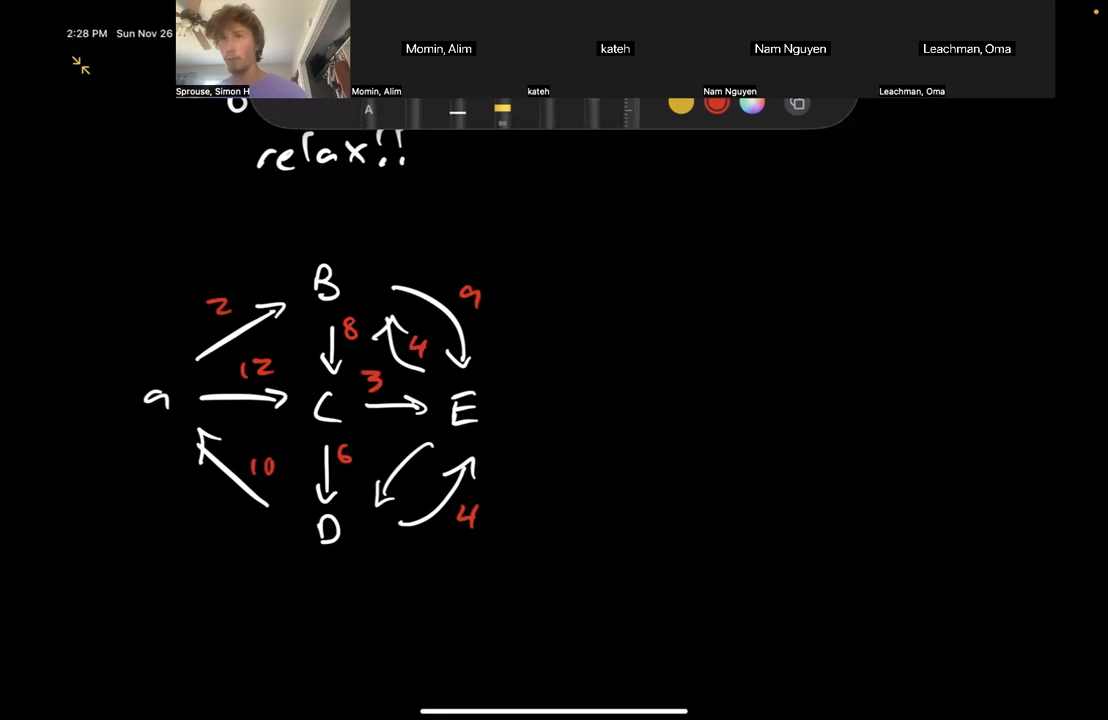 2:28 PM Sun Nov 26
Momin, Alim
kateh
Nam Nguyen
Leachman, Oma
Sprouse, Simon H
Momin, Alim
kateh
Nam Nguyen
Leachman, Oma
A
80
relax!!
B
2
9
8
4
12
3
a
C
E
10
6
D
4